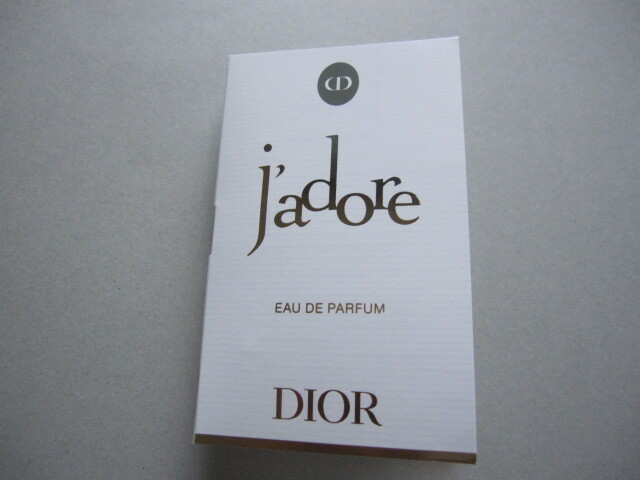 CD
j'adore
EAU DE PARFUM
DIOR